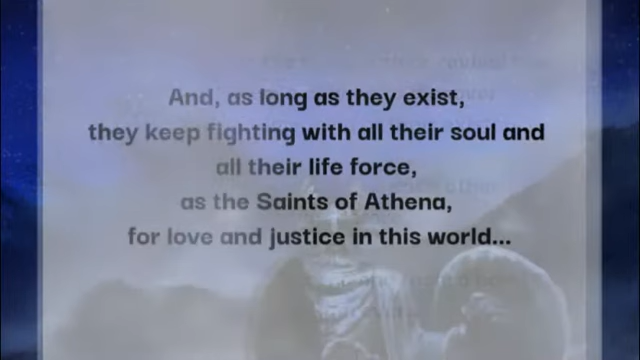 And, as long as they exist,
they keep fighting with all their soul and
all their life force,
as the Saints of Athena,
for love and justice in this world...